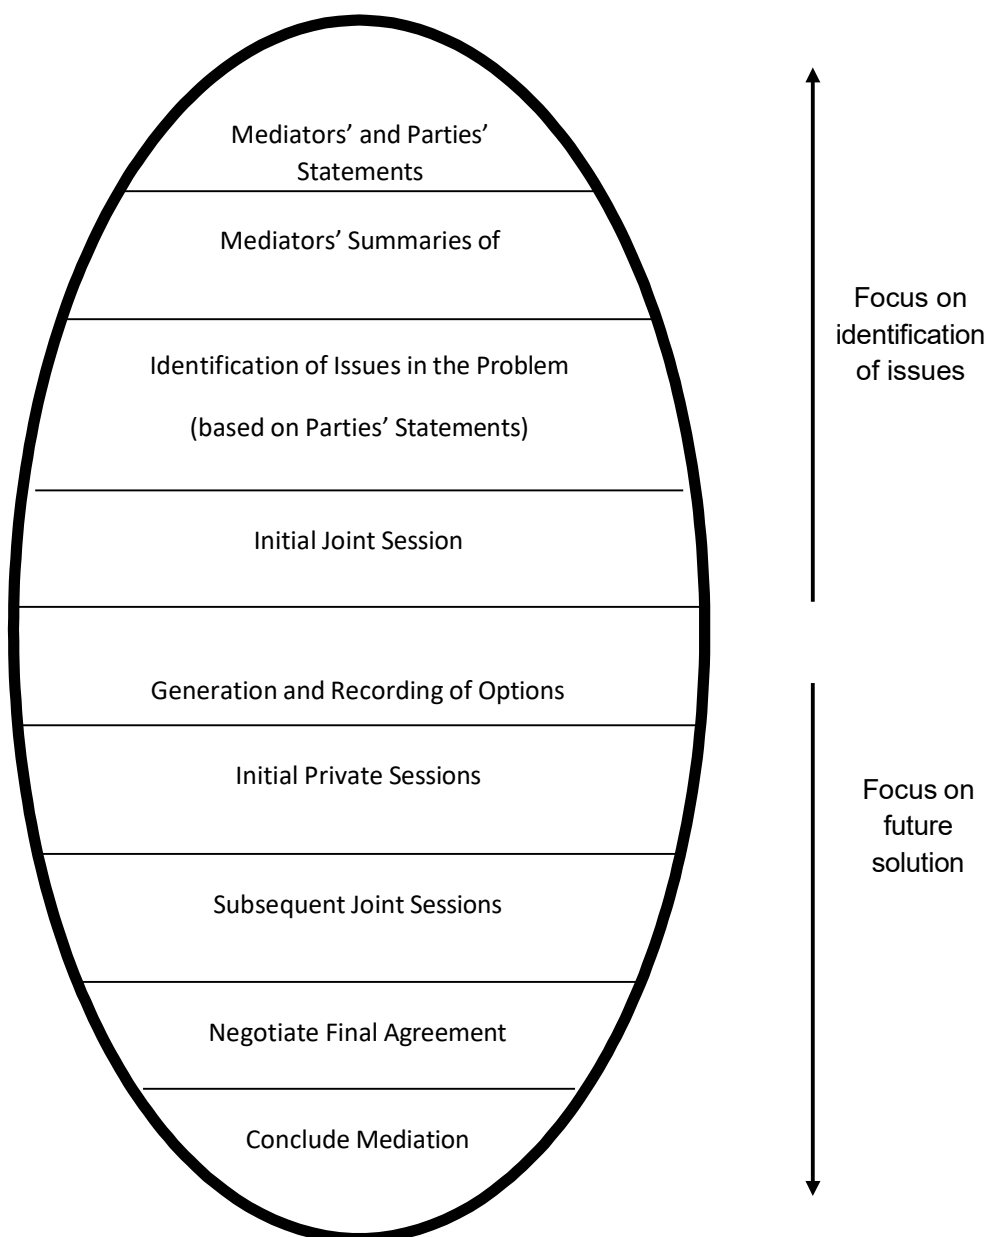 Mediators’ and Parties’
Statements
Mediators’ Summaries of
Identification of Issues in the Problem
(based on Parties’ Statements)
Initial Joint Session
Generation and Recording of Options
Initial Private Sessions
Subsequent Joint Sessions
Negotiate Final Agreement
Conclude Mediation
Focus on
identification
of issues
Focus on
future
solution